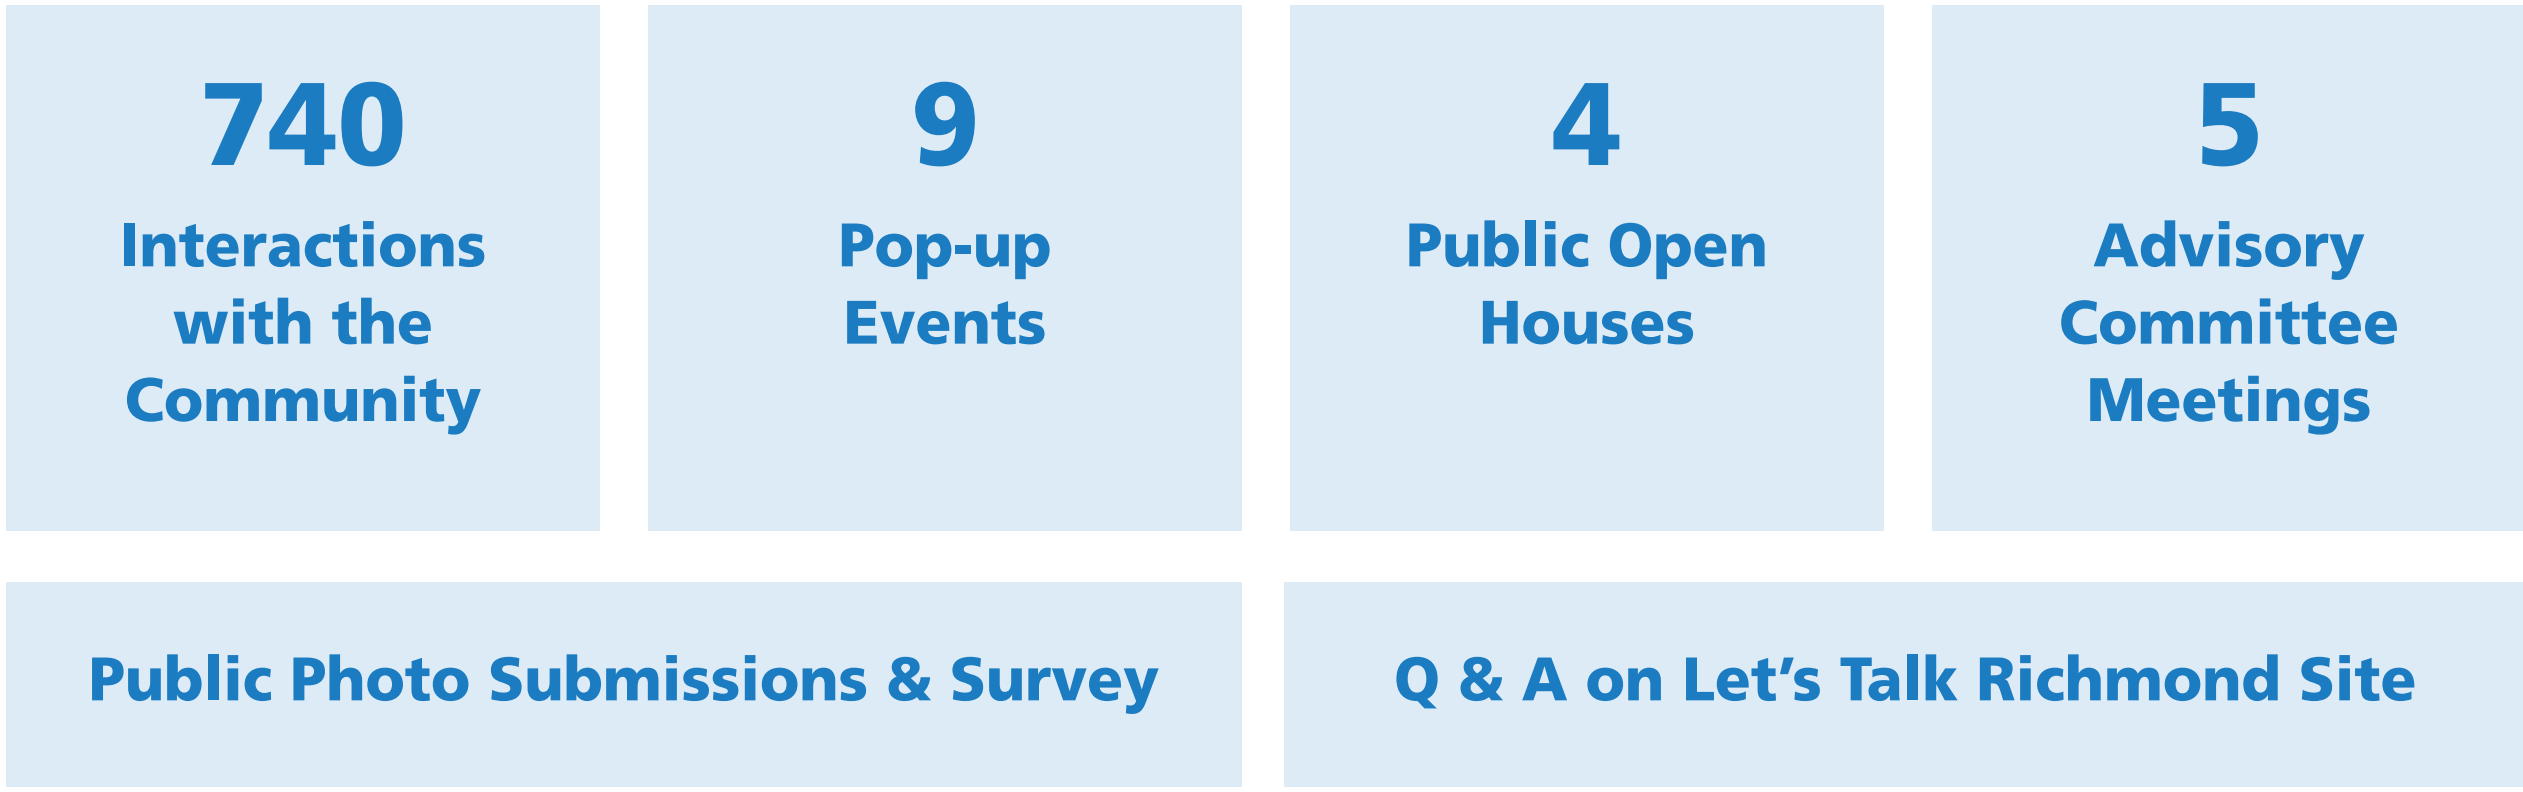 740
Interactions
with the
Community
9
Pop-up
Events
4
Public Open
Houses
5
Advisory
Committee
Meetings
Public Photo Submissions & Survey
Q & A on Let’s Talk Richmond Site